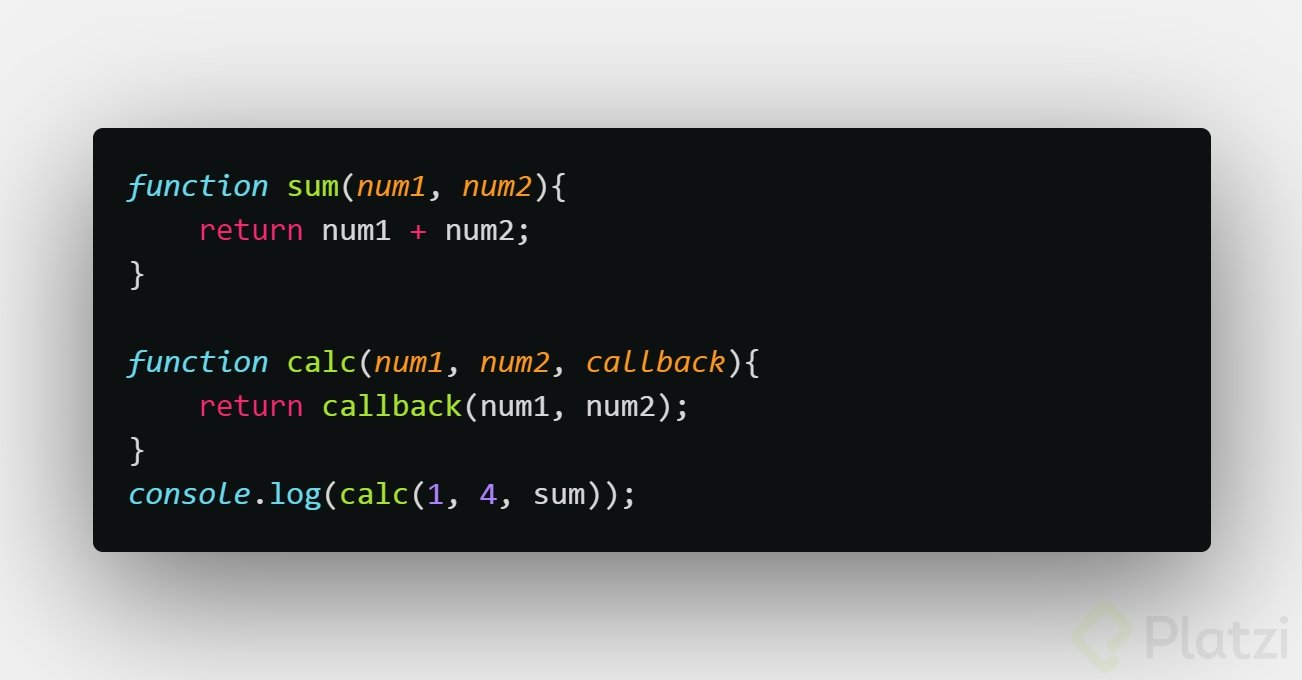 function sum(num1, num2){
    return num1 + num2;
}

function calc(num1, num2, callback){
    return callback(num1, num2);
}
console.log(calc(1, 4, sum));
Platzi